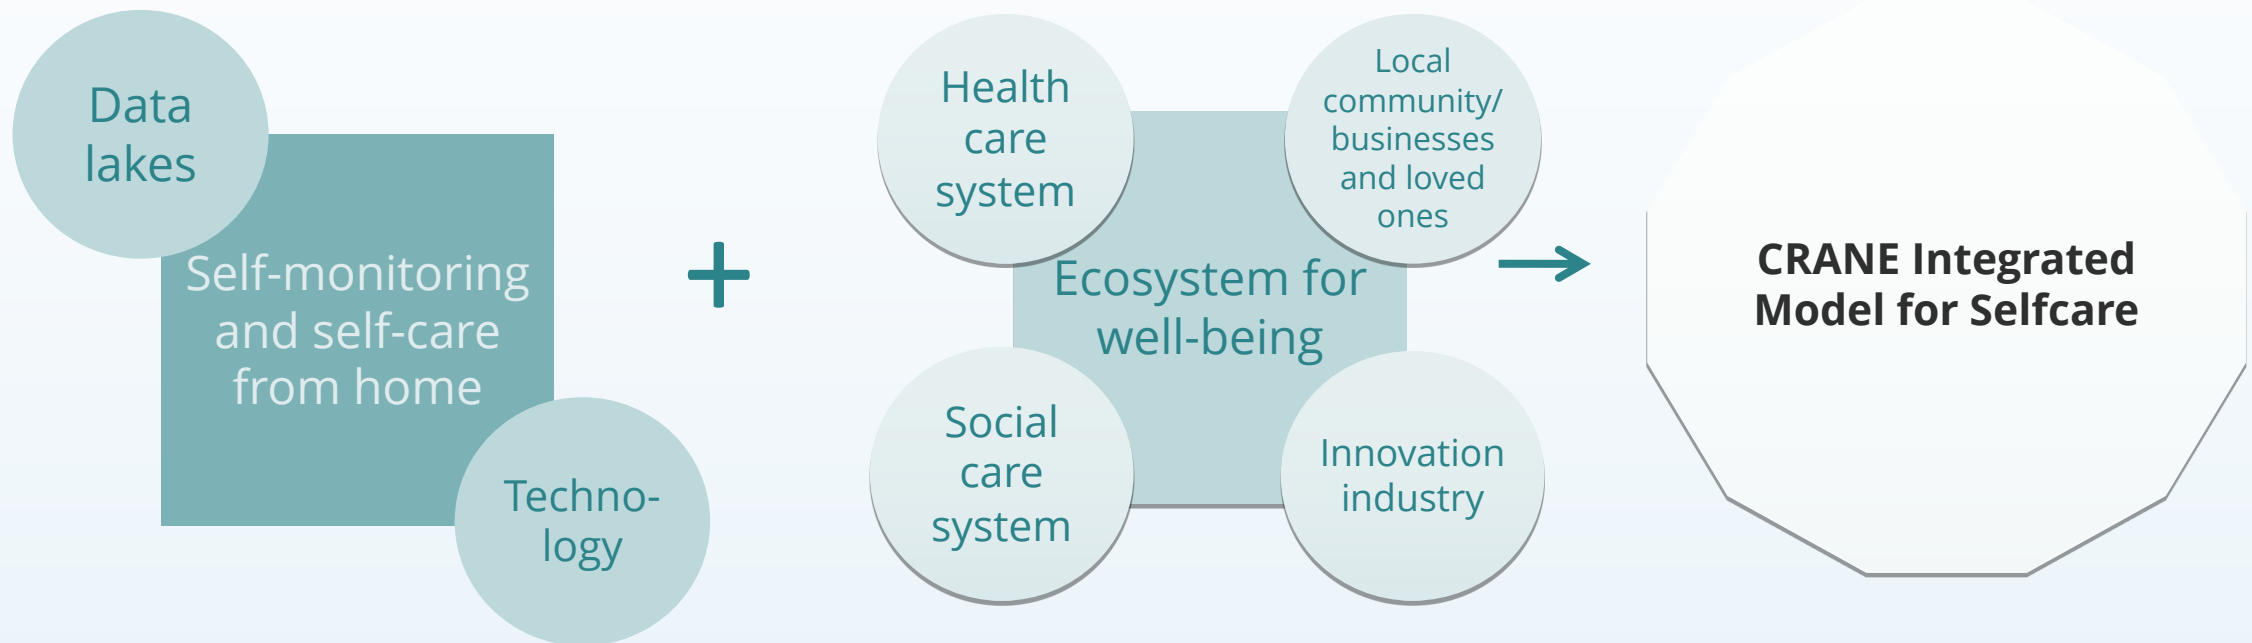 Data
lakes
Self-monitoring
and self-care
from home
Techno-
logy
+
Health
care
system
Local
community/
businesses
and loved
ones
Ecosystem for
well-being
Social
care
system
Innovation
industry
CRANE Integrated
Model for Selfcare